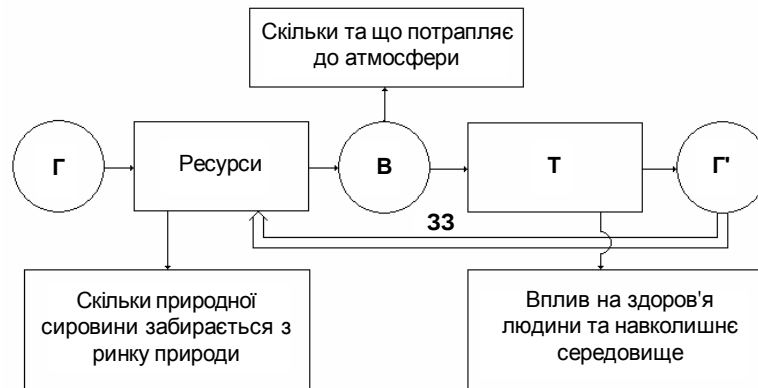 Скільки та що потрапляє
до атмосфери
Г
Ресурси
В
Т
Г'
ЗЗ
Скільки природної
сировини забирається з
ринку природи
Вплив на здоров'я
людини та навколишнє
середовище